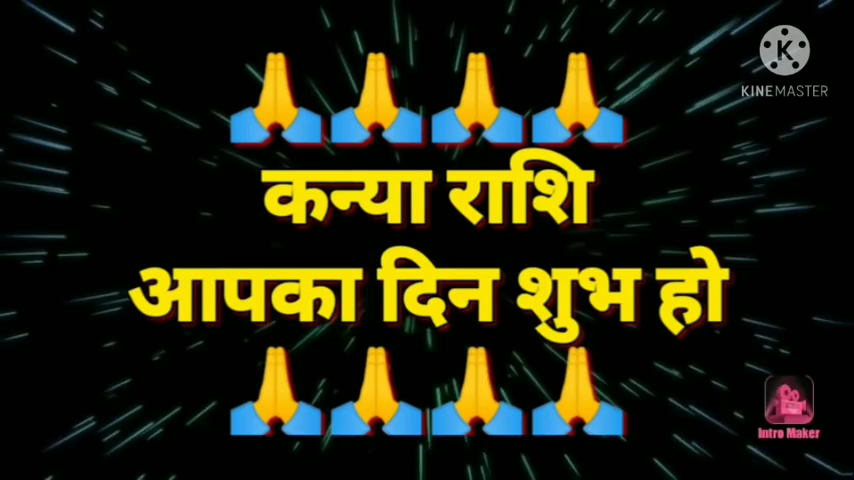 KINEMASTER
🙏🙏🙏🙏
कन्या राशि
आपका दिन शुभ हो
🙏🙏🙏🙏
Intro Maker